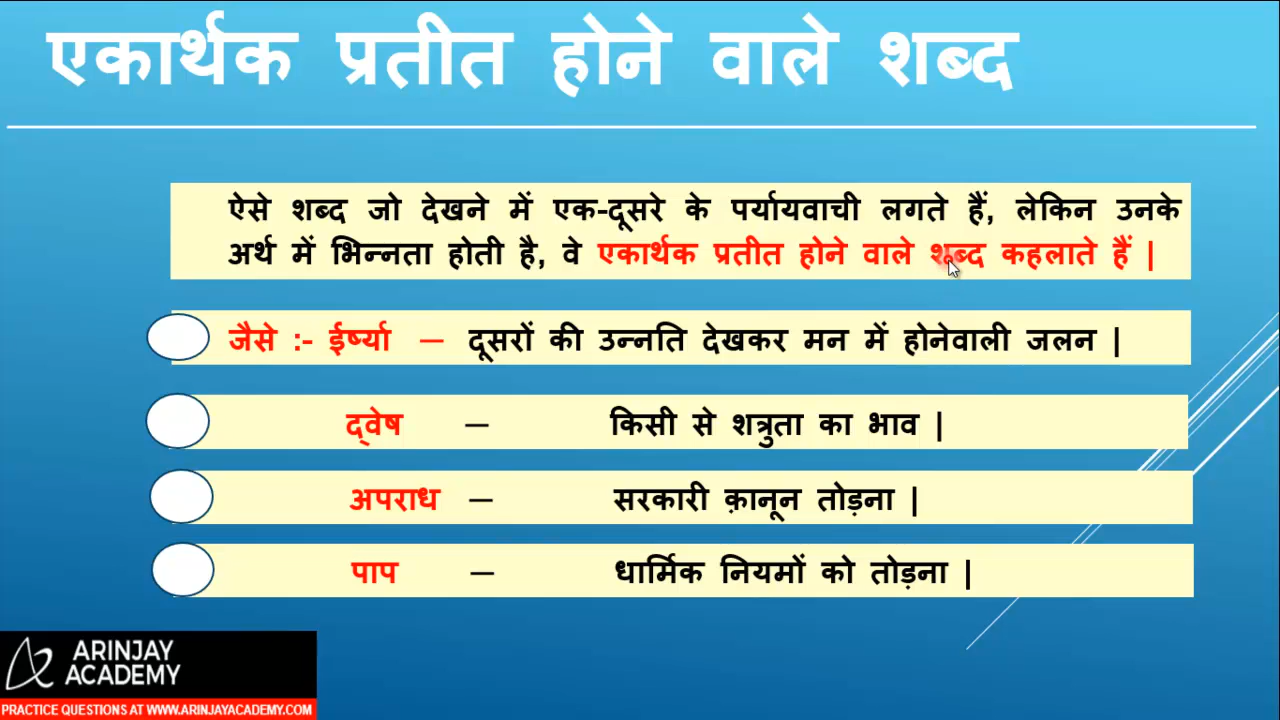 एकार्थक प्रतीत होने वाले शब्द
ऐसे शब्द जो देखने में एक-दूसरे के पर्यायवाची लगते हैं, लेकिन उनके
अर्थ में भिन्नता होती है, वे एकार्थक प्रतीत होने वाले शब्द कहलाते हैं |
जैसे :- ईर्ष्या – दूसरों की उन्नति देखकर मन में होनेवाली जलन |
द्‌वेष – किसी से शत्रुता का भाव |
अपराध – सरकारी क़ानून तोड़ना |
पाप – धार्मिक नियमों को तोड़ना |
ARINJAY
ACADEMY
PRACTICE QUESTIONS AT WWW.ARINJAYACADEMY.COM